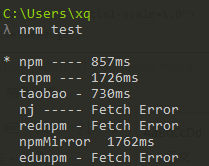 C:\Users\xq
λ nrm test

* npm ---- 857ms
  cnpm --- 1726ms
  taobao - 730ms
  nj ----- Fetch Error
  rednpm - Fetch Error
  npmMirror  1762ms
  edunpm - Fetch Error